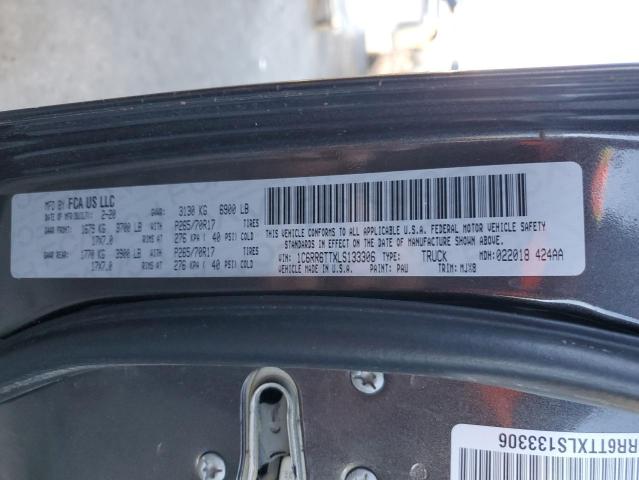 MFD BY FCA US LLC
DATE OF MFR 2-20 GVWR: 3130 KG 6900 LB
GAWR FRONT: 1679 KG 3700 LB WITH P265/70R17 TIRES
17X7.0 RIMS AT 276 KPA ( 40 PSI) COLD
GAWR REAR: 1770 KG 3900 LB WITH P265/70R17 TIRES
17X7.0 RIMS AT 276 KPA ( 40 PSI) COLD
THIS VEHICLE CONFORMS TO ALL APPLICABLE U.S.A. FEDERAL MOTOR VEHICLE SAFETY
STANDARDS IN EFFECT ON THE DATE OF MANUFACTURE SHOWN ABOVE.
VIN: 1C6RR6TTXLS133306 TYPE: TRUCK MDH: 022018 424AA
PAINT: PAU TRIM: MJX8
RR6TTXLS133306